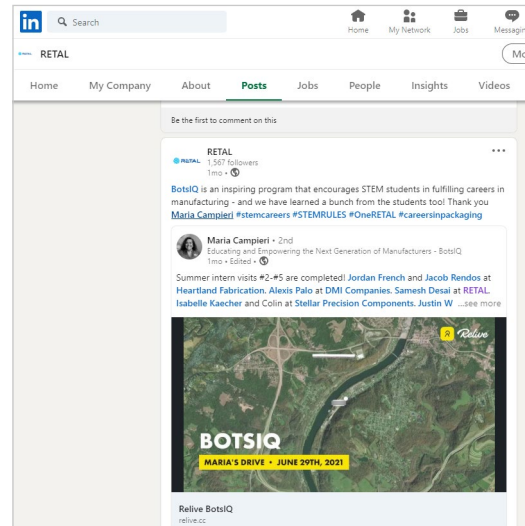 in
Search
Home
My Network
Jobs
Messagin
RETAL
RETAL
Mo
Home
My Company
About
Posts
Jobs
People
Insights
Videos
Be the first to comment on this
RETAL
RETAL
1,567 followers
1mo •
BotsIQ is an inspiring program that encourages STEM students in fulfilling careers in
manufacturing - and we have learned a bunch from the students too! Thank you
Maria Campieri #stemcareers #STEMRULES #OneRETAL #careersinpackaging
Maria Campieri • 2nd
Educating and Empowering the Next Generation of Manufacturers - BotsIQ
1mo • Edited •
Summer intern visits #2-#5 are completed! Jordan French and Jacob Rendos at
Heartland Fabrication. Alexis Palo at DMI Companies. Samesh Desai at RETAL.
Isabelle Kaecher and Colin at Stellar Precision Components. Justin W ...see more
Relive
BOTSIQ
MARIA'S DRIVE • JUNE 29TH, 2021
Relive BotsIQ
relive.cc